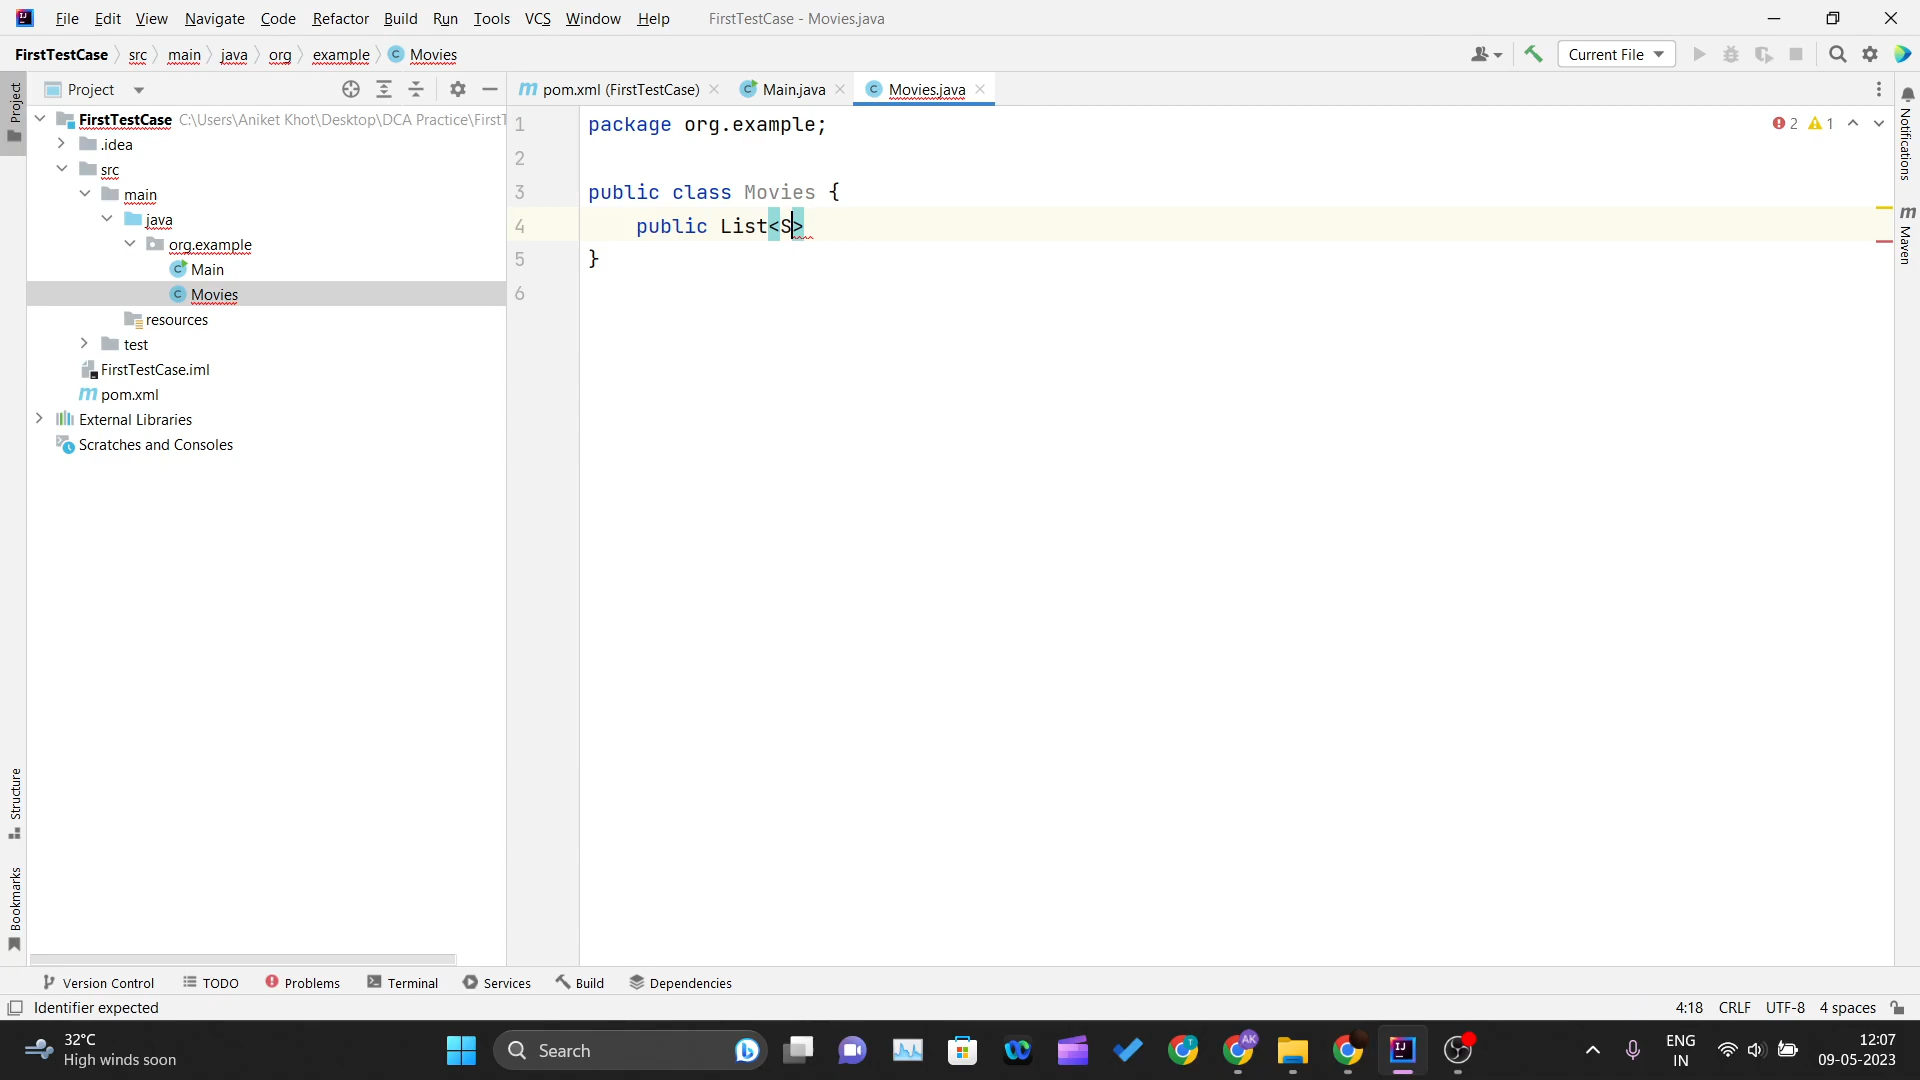 File Edit View Navigate Code Refactor Build Run Tools VCS Window Help FirstTestCase - Movies.java
FirstTestCase src main java org example Movies
Current File
Project
pom.xml (FirstTestCase) Main.java Movies.java
Project
FirstTestCase C:\Users\Aniket Khot\Desktop\DCA Practice\FirstT
.idea
src
main
java
org.example
Main
Movies
resources
test
FirstTestCase.iml
pom.xml
External Libraries
Scratches and Consoles
1 package org.example;
2
3 public class Movies {
4 public List<S>
5 }
6
2 1
Notifications
Maven
Structure
Bookmarks
Version Control TODO Problems Terminal Services Build Dependencies
Identifier expected
4:18 CRLF UTF-8 4 spaces
32°C
High winds soon
Search
AK
ENG
IN
12:07
09-05-2023